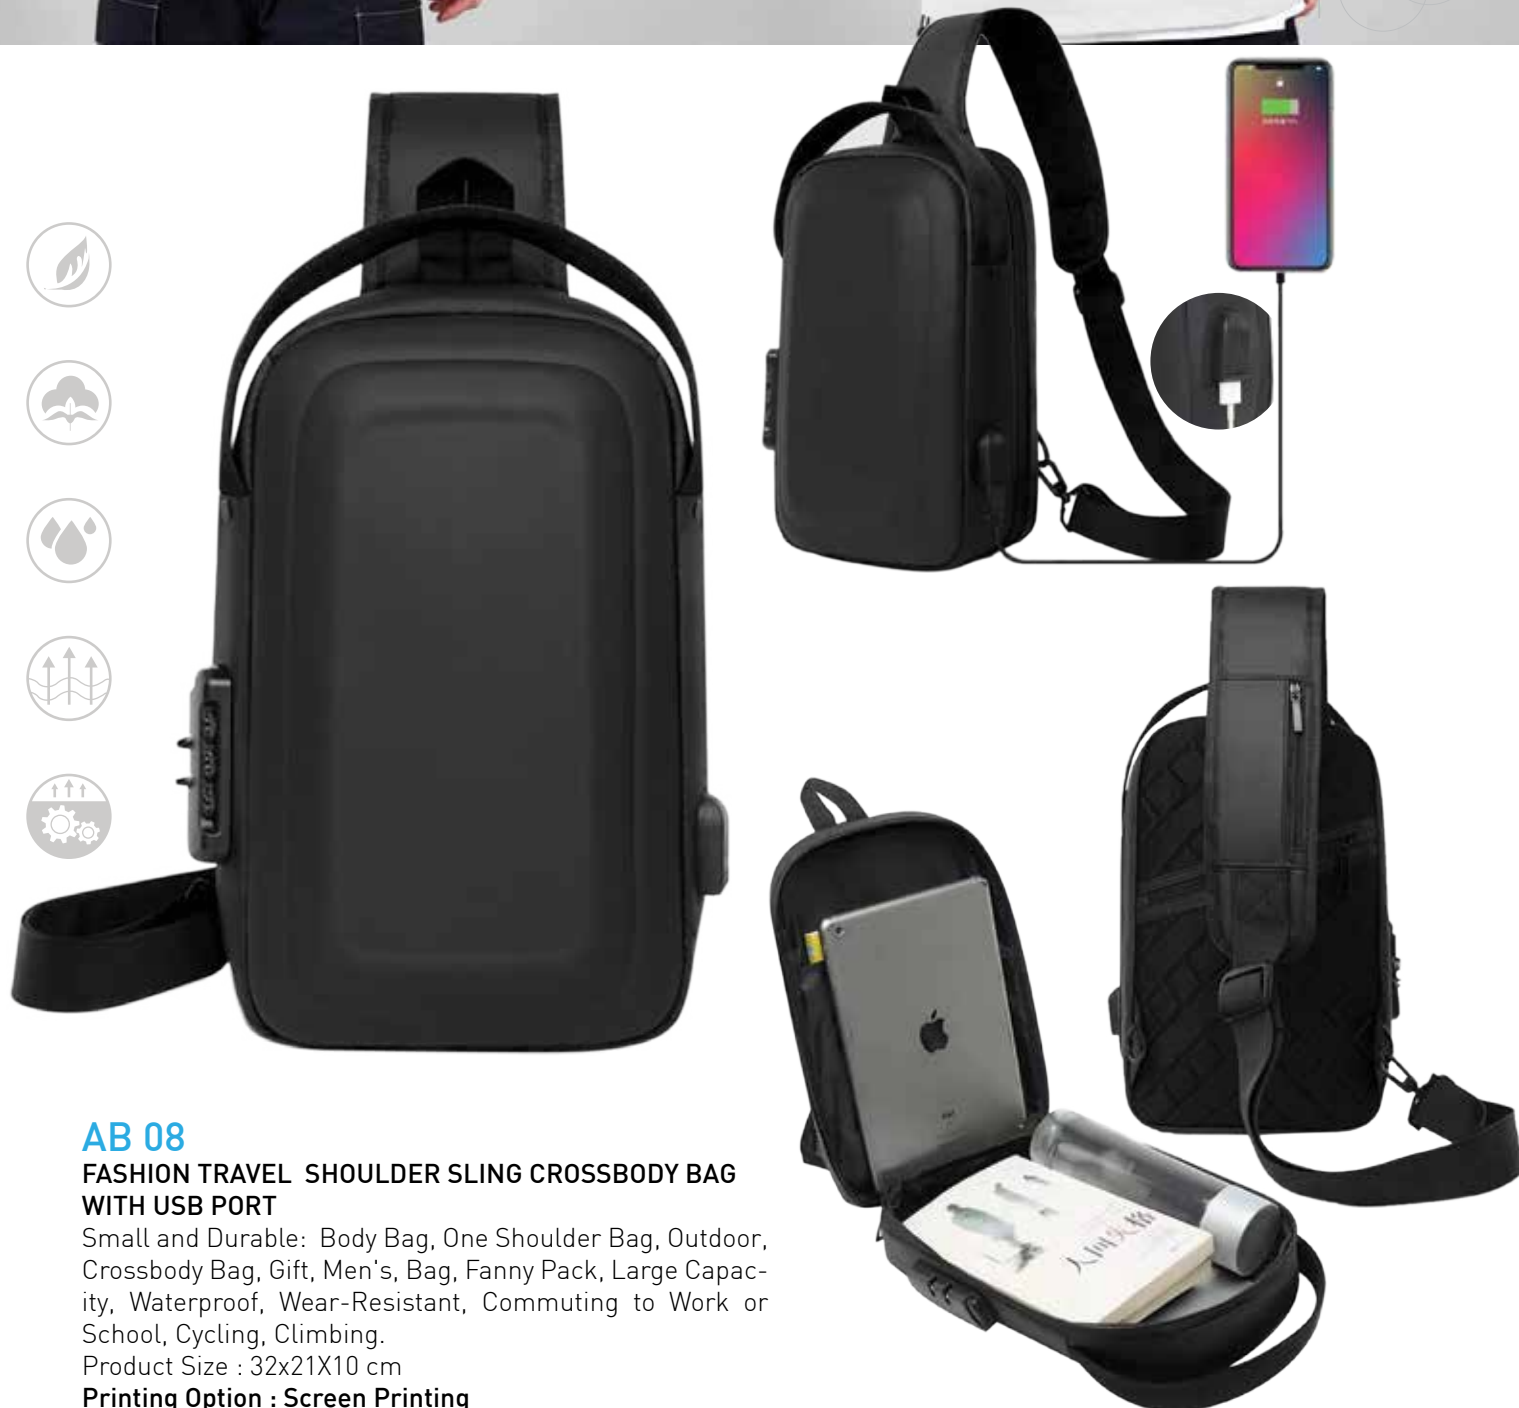 AB 08
FASHION TRAVEL SHOULDER SLING CROSSBODY BAG
WITH USB PORT
Small and Durable: Body Bag, One Shoulder Bag, Outdoor,
Crossbody Bag, Gift, Men's, Bag, Fanny Pack, Large Capac-
ity, Waterproof, Wear-Resistant, Commuting to Work or
School, Cycling, Climbing.
Product Size : 32x21X10 cm
Printing Option : Screen Printing